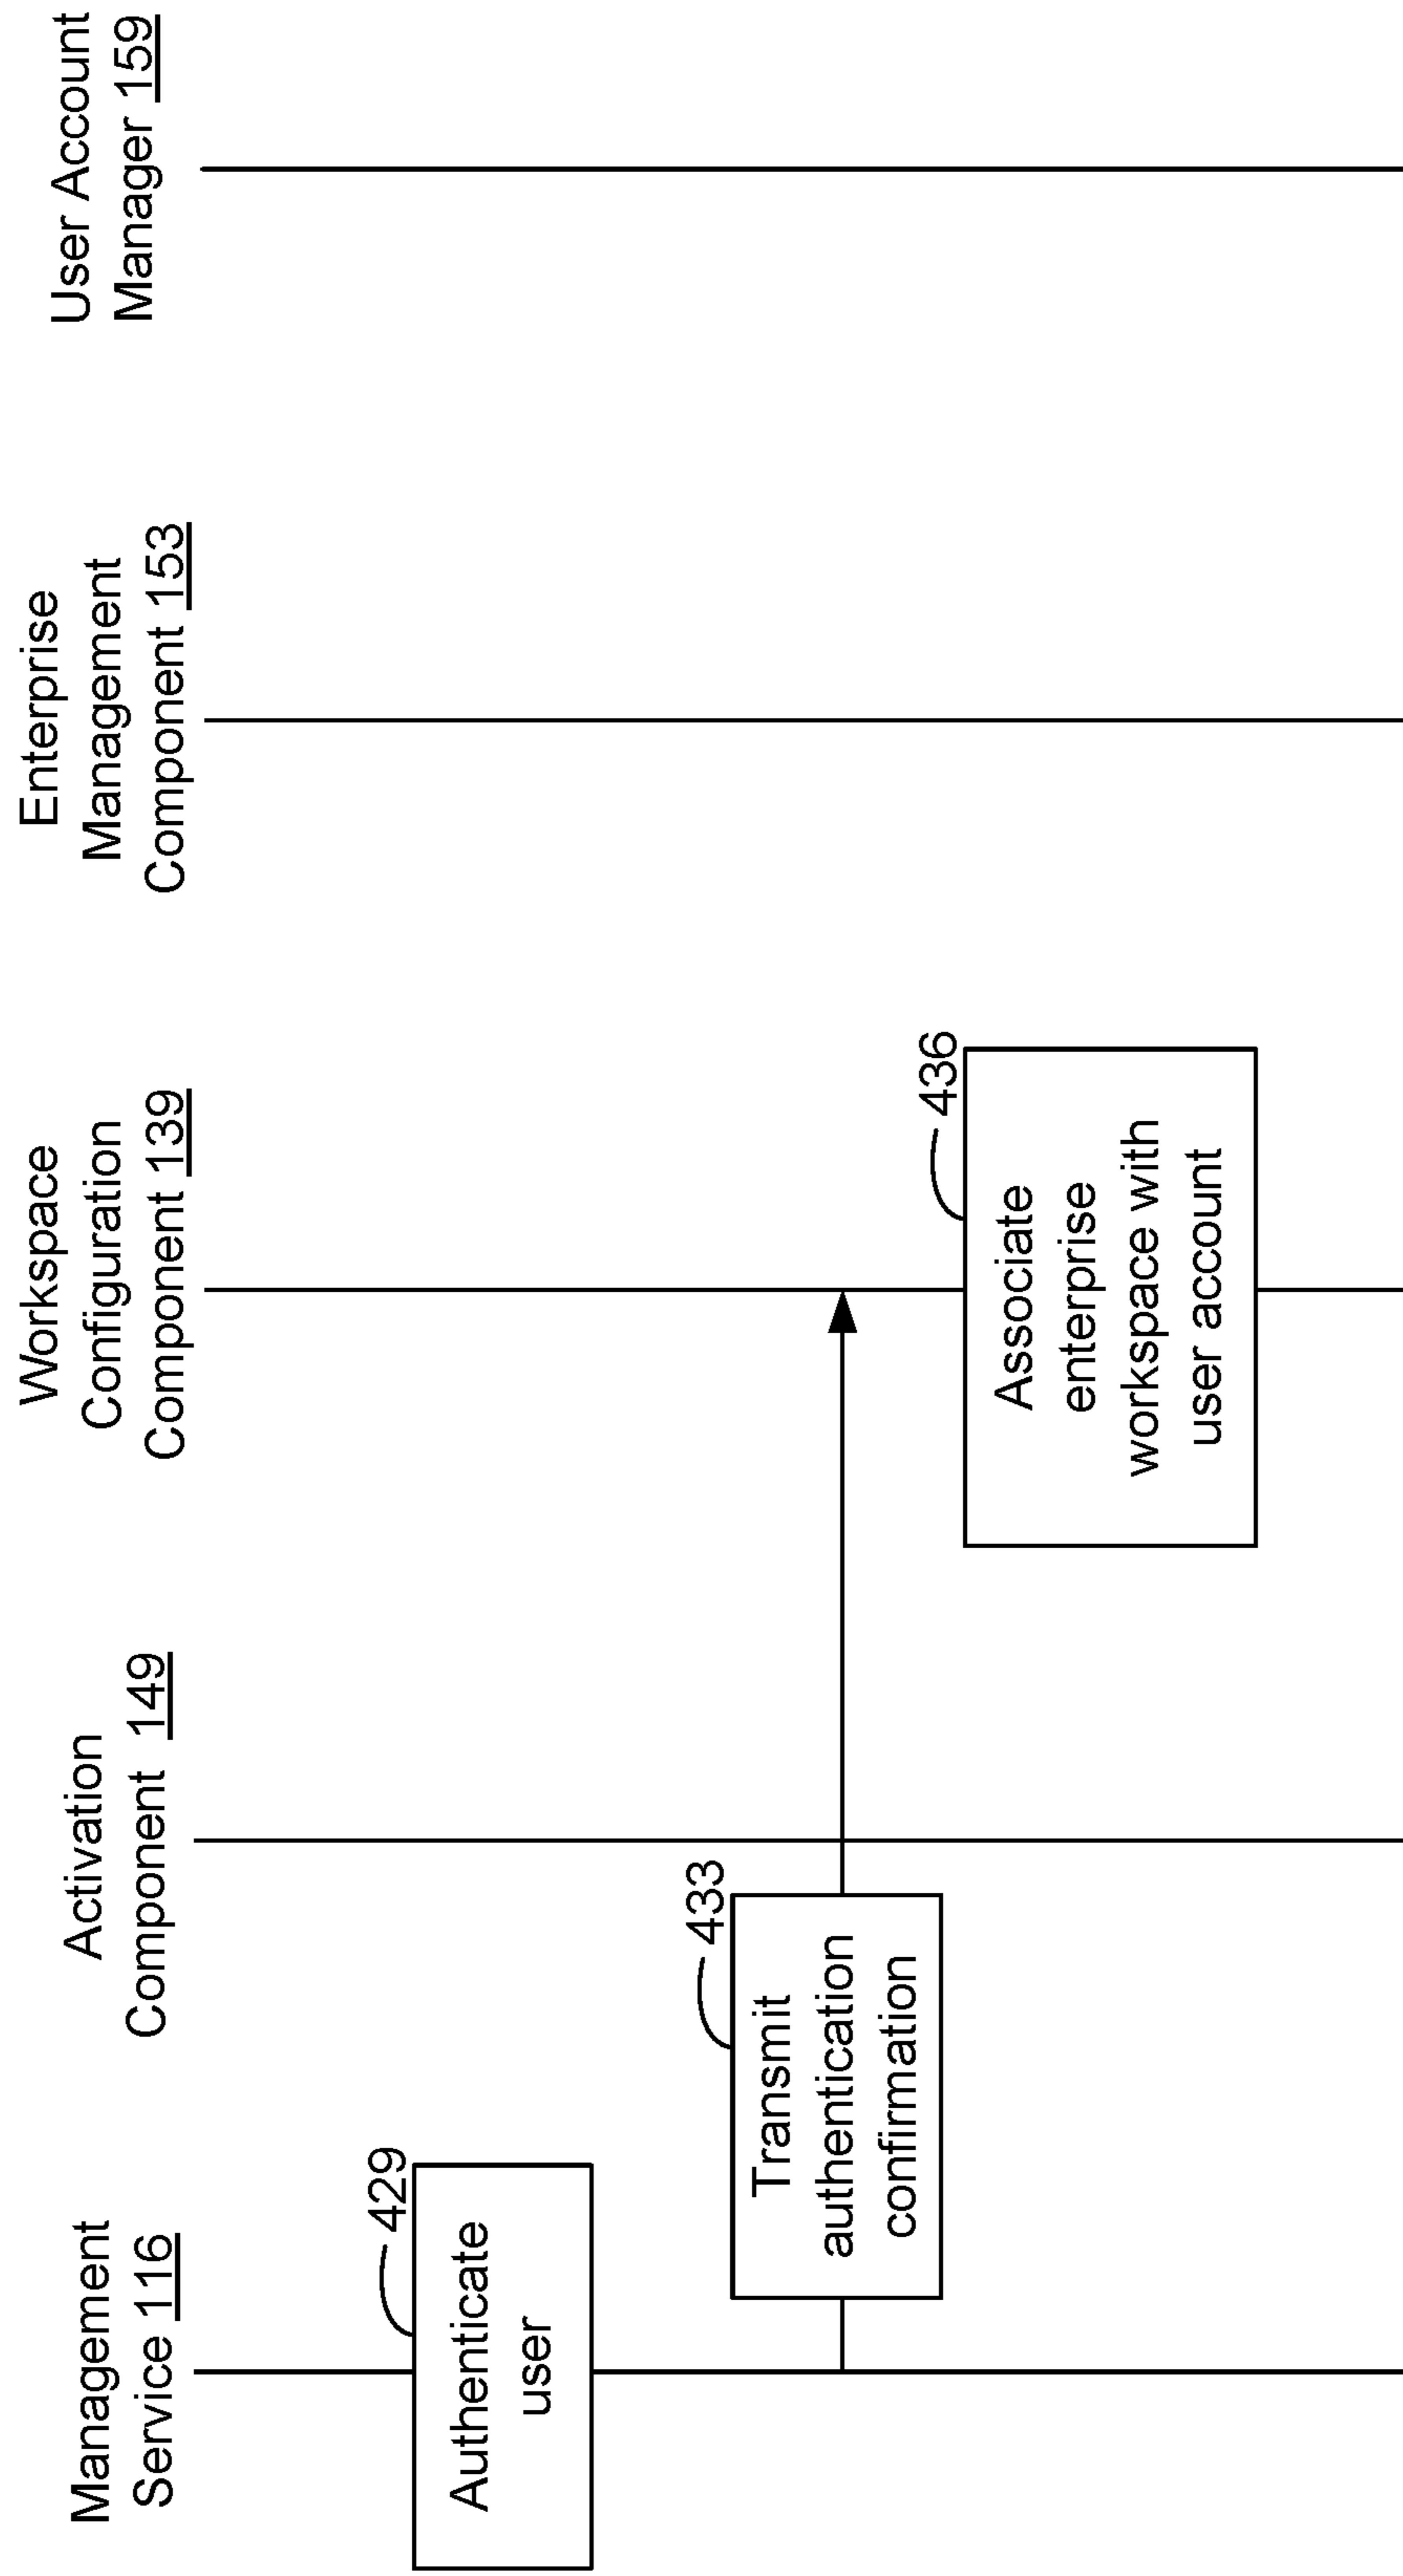 Management
Service 116
Activation
Component 149
Workspace
Configuration
Component 139
Enterprise
Management
Component 153
User Account
Manager 159
429
Authenticate
user
433
Transmit
authentication
confirmation
436
Associate
enterprise
workspace with
user account